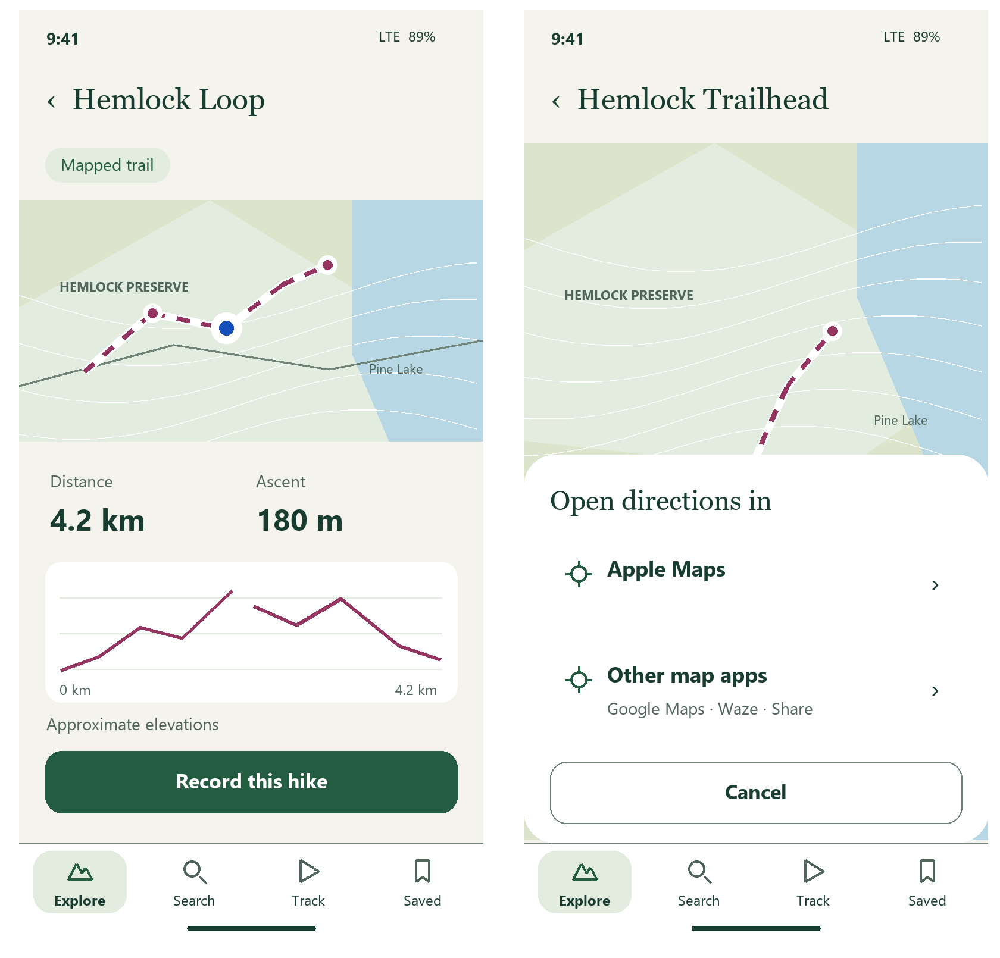 9:41
LTE 89%
‹ Hemlock Loop
Mapped trail
HEMLOCK PRESERVE
Pine Lake
Distance
Ascent
4.2 km
180 m
0 km
4.2 km
Approximate elevations
Record this hike
Explore
Search
Track
Saved
9:41
LTE 89%
‹ Hemlock Trailhead
HEMLOCK PRESERVE
Pine Lake
Open directions in
Apple Maps
›
Other map apps
›
Google Maps · Waze · Share
Cancel
Explore
Search
Track
Saved